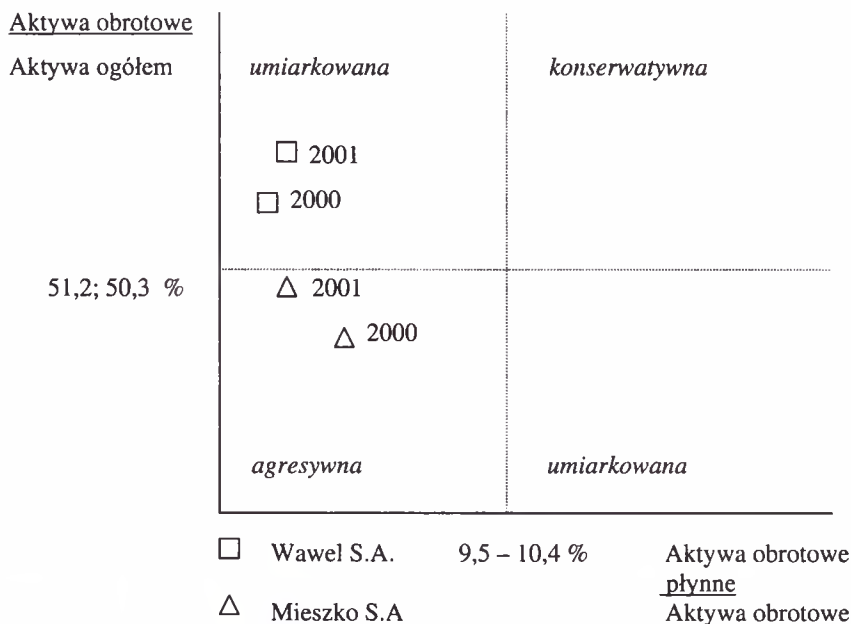 Aktywa obrotowe
Aktywa ogółem
umiarkowana
konserwatywna
2001
2000
51,2; 50,3 %
2001
2000
agresywna
umiarkowana
Wawel S.A. 9,5 – 10,4 % Aktywa obrotowe
płynne
Mieszko S.A Aktywa obrotowe